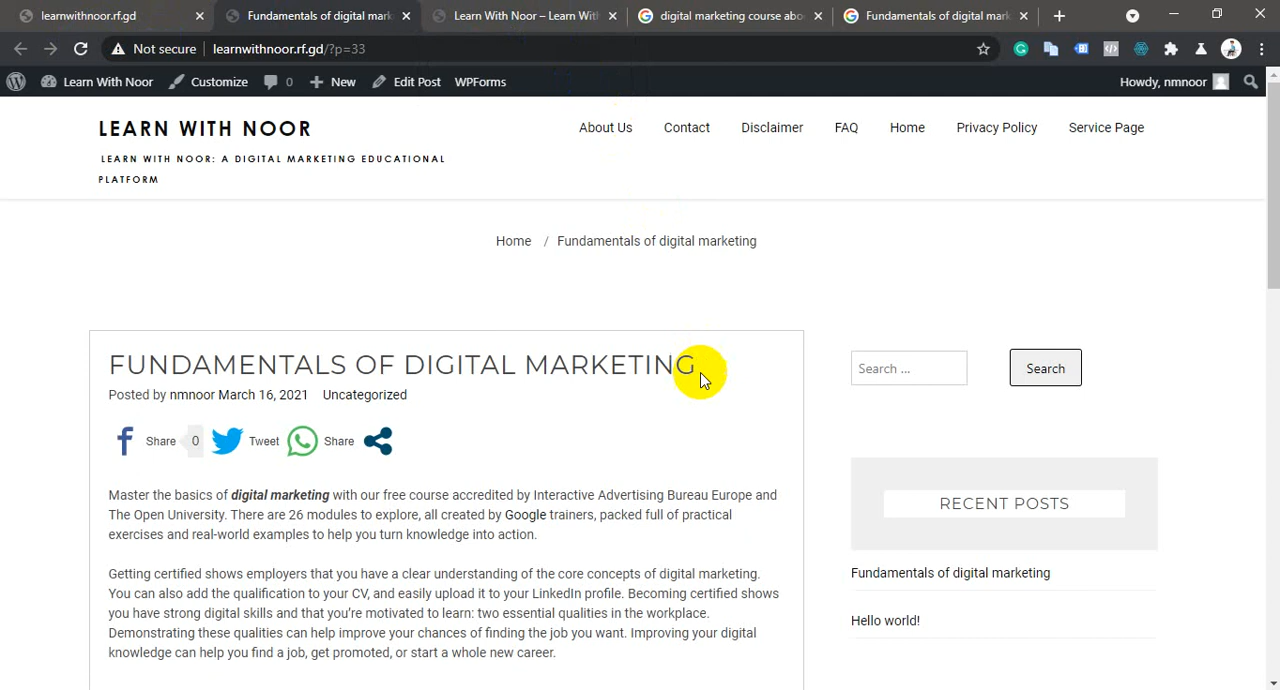 learnwithnoor.rf.gd
Fundamentals of digital mark
Learn With Noor – Learn With
digital marketing course abo
Fundamentals of digital mark
Not secure learnwithnoor.rf.gd/?p=33
Learn With Noor Customize 0 New Edit Post WPForms Howdy, nmnoor
LEARN WITH NOOR
LEARN WITH NOOR: A DIGITAL MARKETING EDUCATIONAL
PLATFORM
About Us Contact Disclaimer FAQ Home Privacy Policy Service Page
Home / Fundamentals of digital marketing
FUNDAMENTALS OF DIGITAL MARKETING
Posted by nmnoor March 16, 2021 Uncategorized
Share 0 Tweet Share
Master the basics of digital marketing with our free course accredited by Interactive Advertising Bureau Europe and
The Open University. There are 26 modules to explore, all created by Google trainers, packed full of practical
exercises and real-world examples to help you turn knowledge into action.
Getting certified shows employers that you have a clear understanding of the core concepts of digital marketing.
You can also add the qualification to your CV, and easily upload it to your LinkedIn profile. Becoming certified shows
you have strong digital skills and that you're motivated to learn: two essential qualities in the workplace.
Demonstrating these qualities can help improve your chances of finding the job you want. Improving your digital
knowledge can help you find a job, get promoted, or start a whole new career.
Search ... Search
RECENT POSTS
Fundamentals of digital marketing
Hello world!